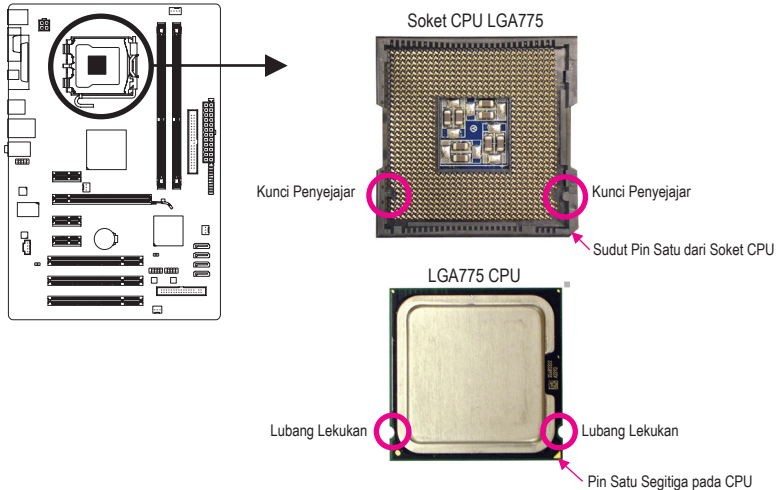 Soket CPU LGA775
Kunci Penyejajar
Kunci Penyejajar
Sudut Pin Satu dari Soket CPU
LGA775 CPU
Lubang Lekukan
Lubang Lekukan
Pin Satu Segitiga pada CPU